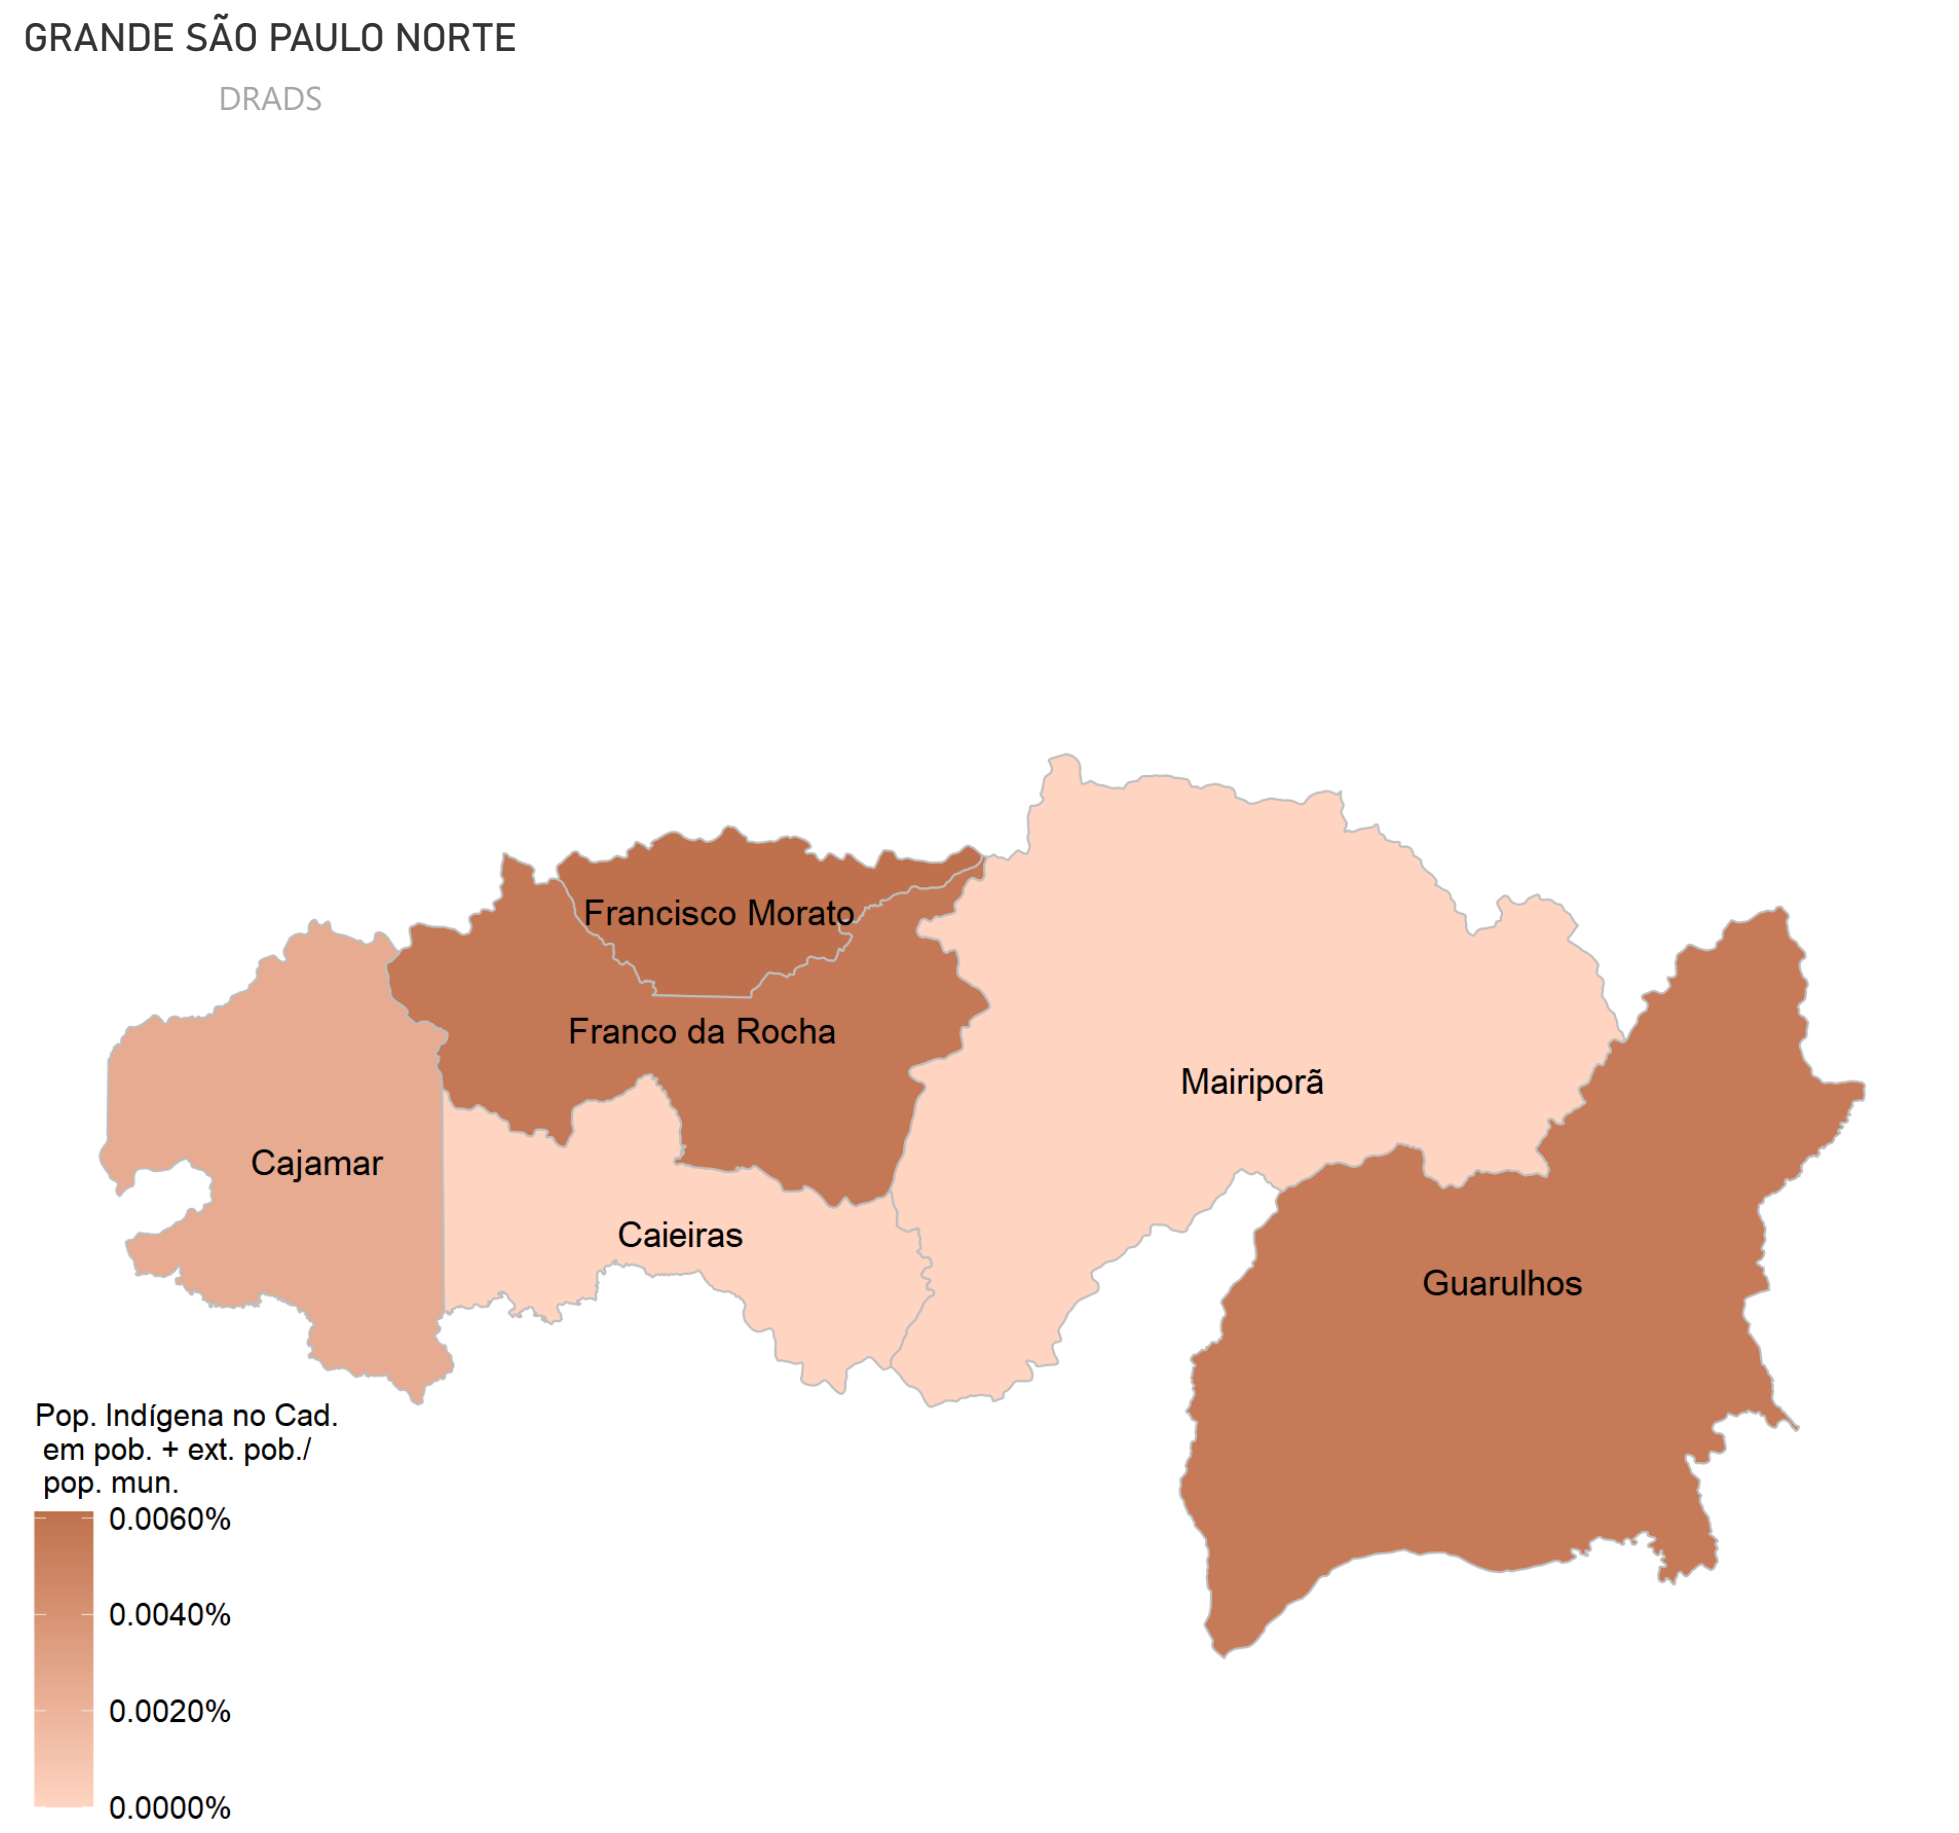 GRANDE SÃO PAULO NORTE
DRADS
Francisco Morato
Franco da Rocha
Mairiporã
Cajamar
Caieiras
Guarulhos
Pop. Indígena no Cad.
em pob. + ext. pob./
pop. mun.
0.0060%
0.0040%
0.0020%
0.0000%